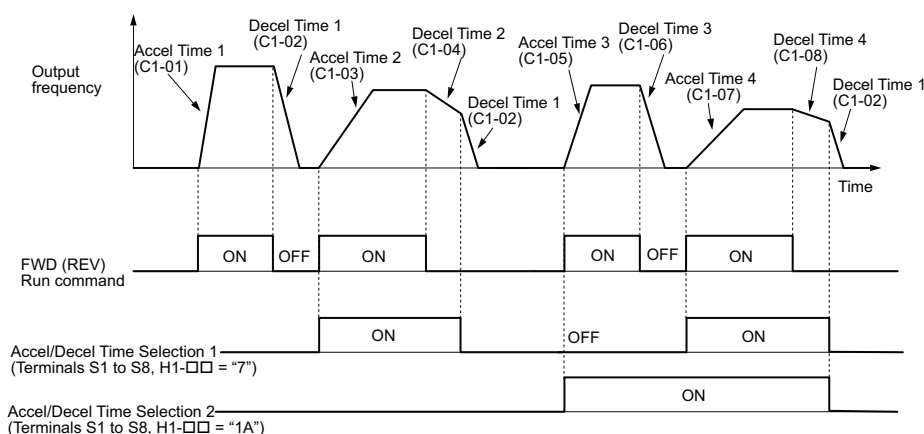 Accel Time 1
(C1-01)
Decel Time 1
(C1-02)
Accel Time 2
(C1-03)
Decel Time 2
(C1-04)
Decel Time 1
(C1-02)
Accel Time 3
(C1-05)
Decel Time 3
(C1-06)
Accel Time 4
(C1-07)
Decel Time 4
(C1-08)
Decel Time 1
(C1-02)
Output
frequency
Time
FWD (REV)
Run command
ON
OFF
ON
ON
OFF
ON
Accel/Decel Time Selection 1
(Terminals S1 to S8, H1-□□ = “7”)
ON
OFF
ON
Accel/Decel Time Selection 2
(Terminals S1 to S8, H1-□□ = “1A”)
ON